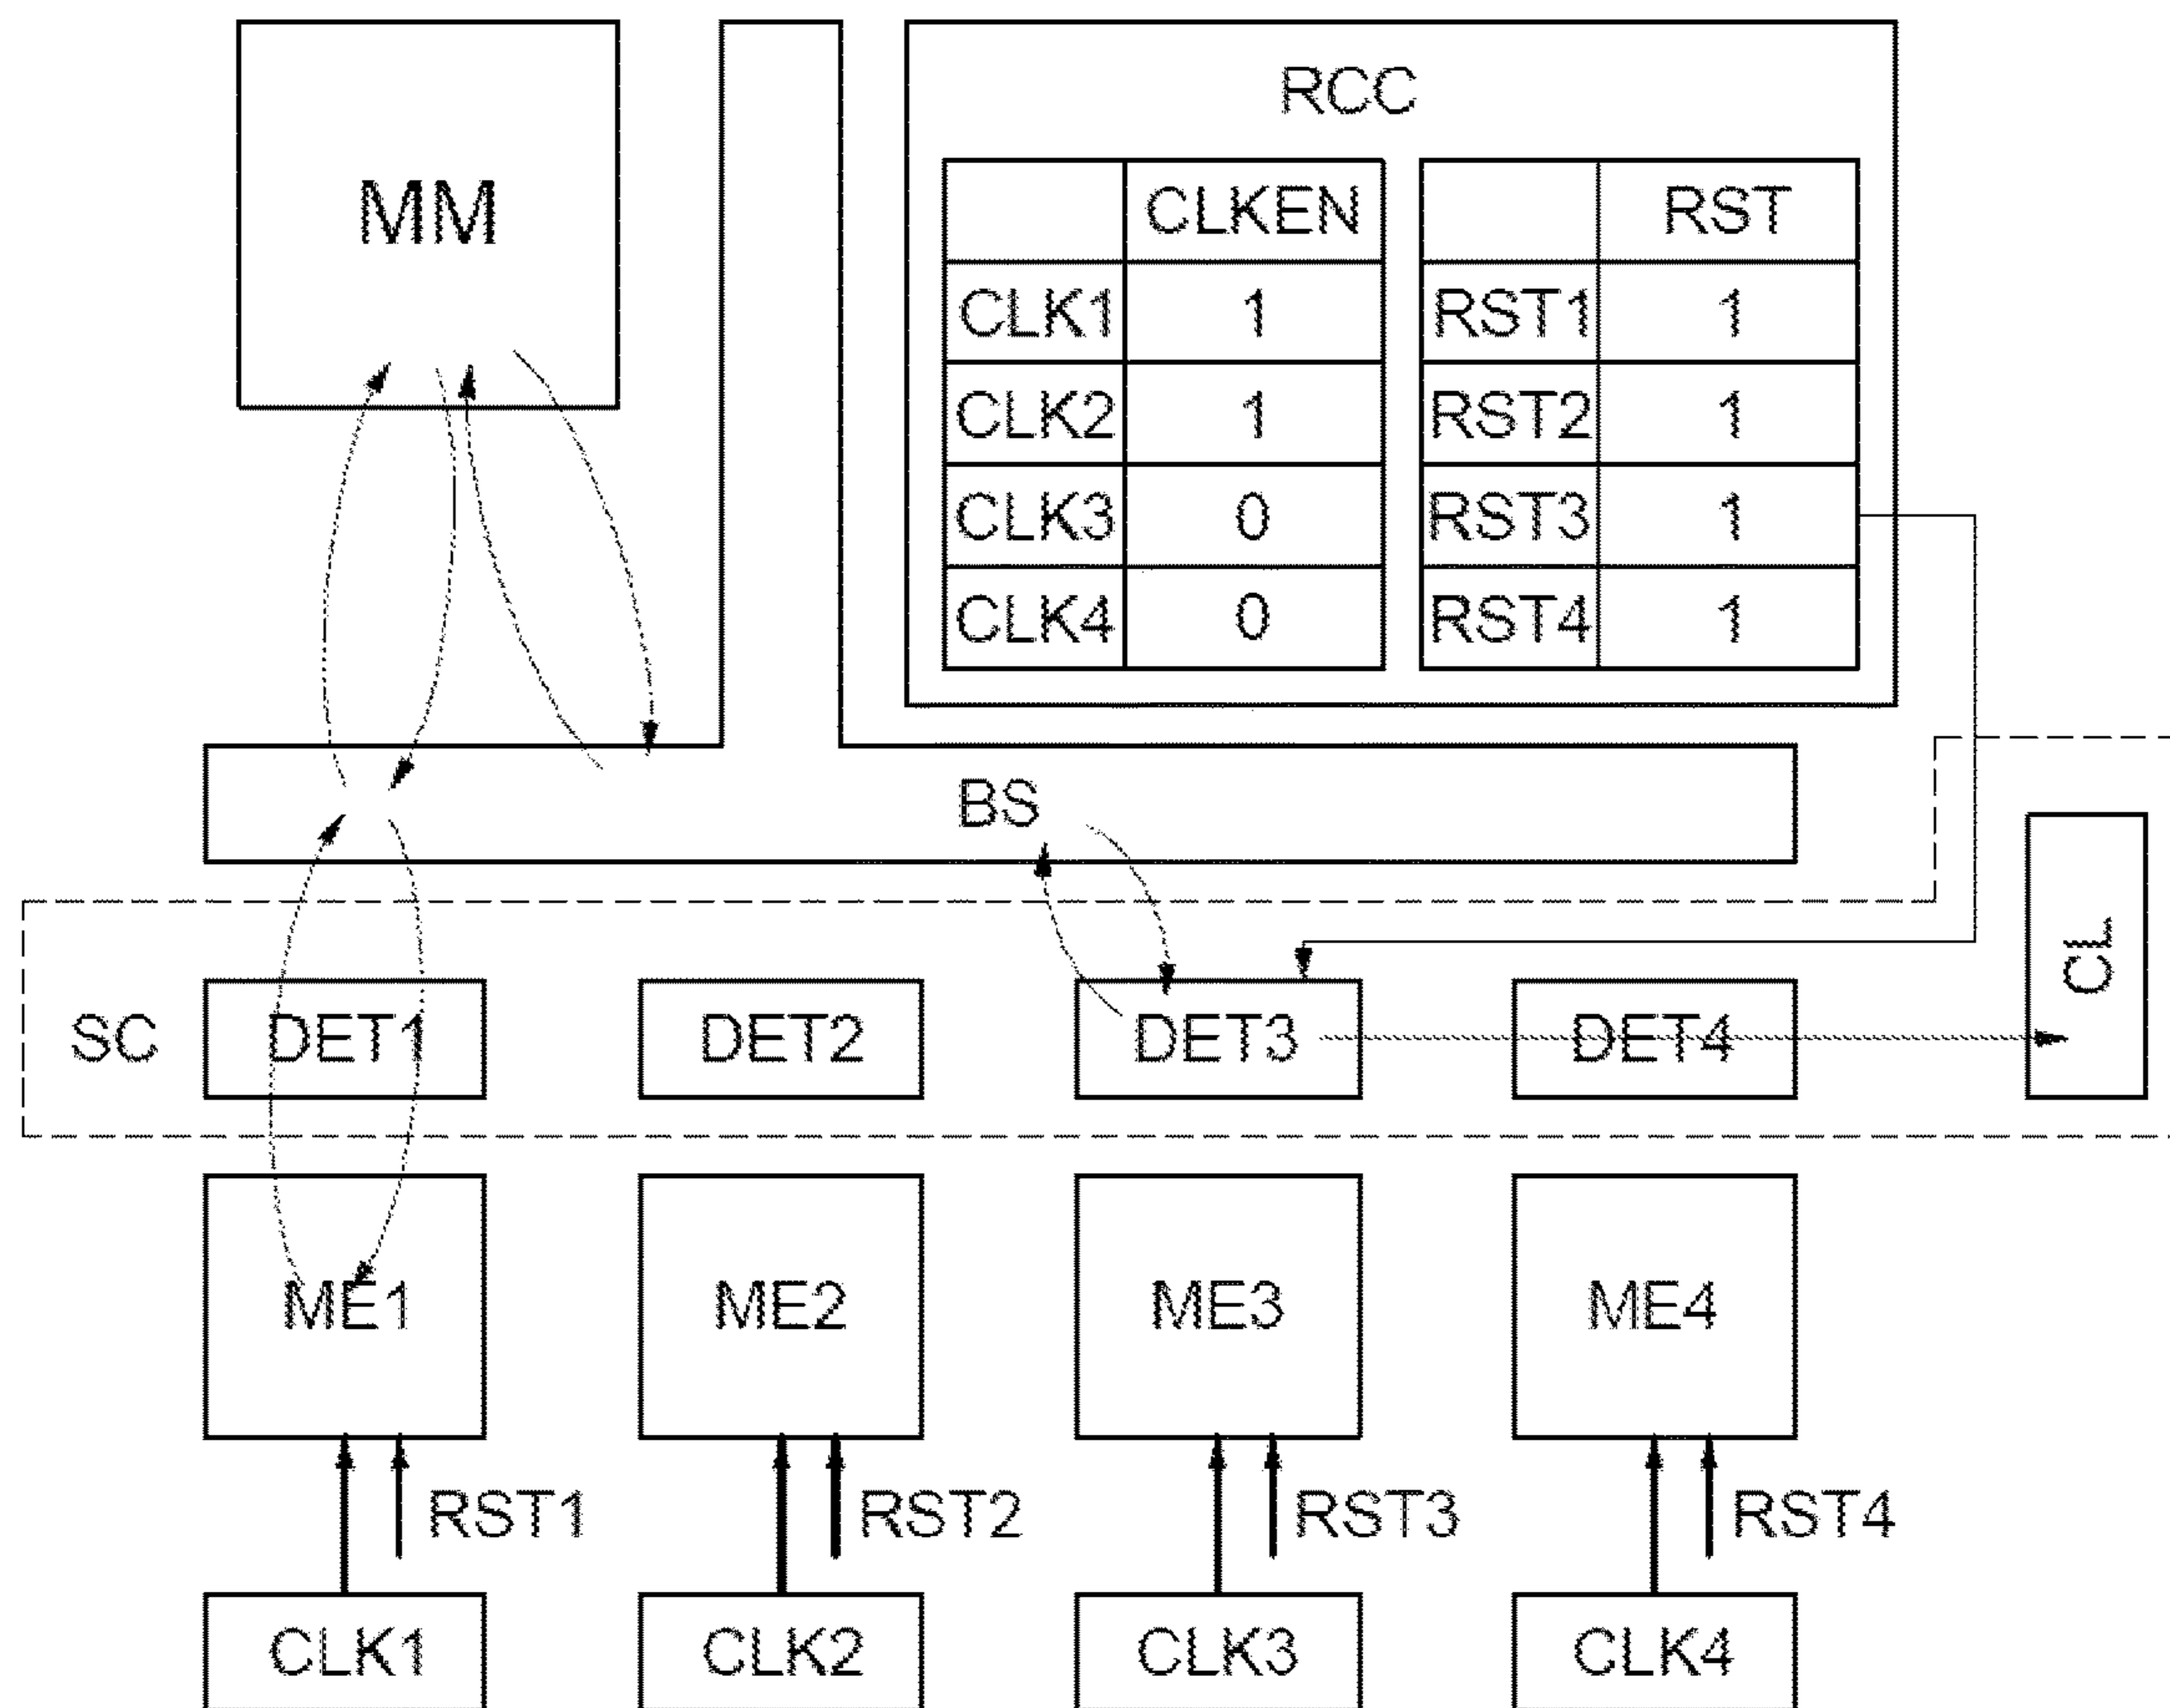 MM
RCC
CLKEN RST
CLK1 1 RST1 1
CLK2 1 RST2 1
CLK3 0 RST3 1
CLK4 0 RST4 1
BS
CL
SC DET1 DET2 DET3 DET4
ME1 ME2 ME3 ME4
RST1 RST2 RST3 RST4
CLK1 CLK2 CLK3 CLK4